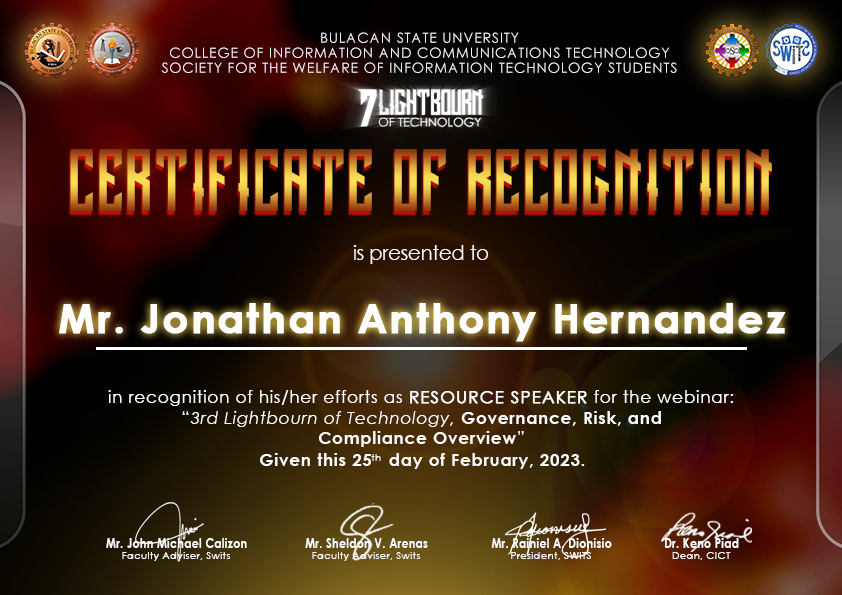 BULACAN STATE UNIVERSITY
COLLEGE OF INFORMATION AND COMMUNICATIONS TECHNOLOGY
SOCIETY FOR THE WELFARE OF INFORMATION TECHNOLOGY STUDENTS
SWITS
7 LIGHTBOURN
OF TECHNOLOGY
CERTIFICATE OF RECOGNITION
is presented to
Mr. Jonathan Anthony Hernandez
in recognition of his/her efforts as RESOURCE SPEAKER for the webinar:
“3rd Lightbourn of Technology, Governance, Risk, and
Compliance Overview”
Given this 25th day of February, 2023.
Mr. John Michael Calizon Mr. Sheldon V. Arenas Mr. Rainiel A. Dionisio Dr. Keno Piad
Faculty Adviser, Swits Faculty Adviser, Swits President, SWITS Dean, CICT